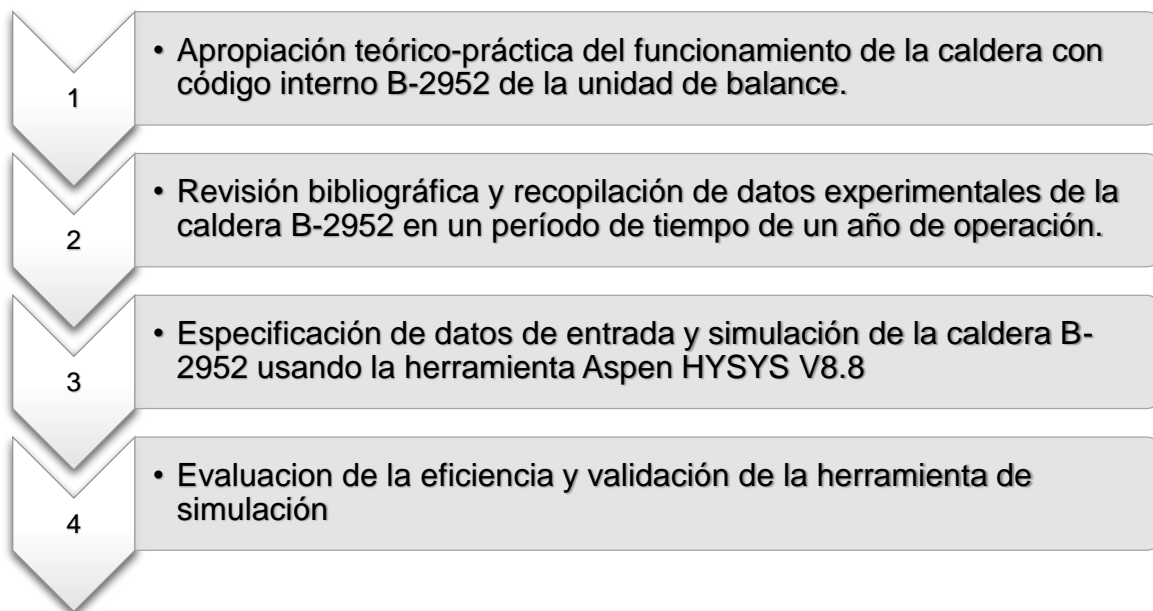 1
• Apropiación teórico-práctica del funcionamiento de la caldera con
código interno B-2952 de la unidad de balance.
2
• Revisión bibliográfica y recopilación de datos experimentales de la
caldera B-2952 en un período de tiempo de un año de operación.
3
• Especificación de datos de entrada y simulación de la caldera B-
2952 usando la herramienta Aspen HYSYS V8.8
4
• Evaluacion de la eficiencia y validación de la herramienta de
simulación